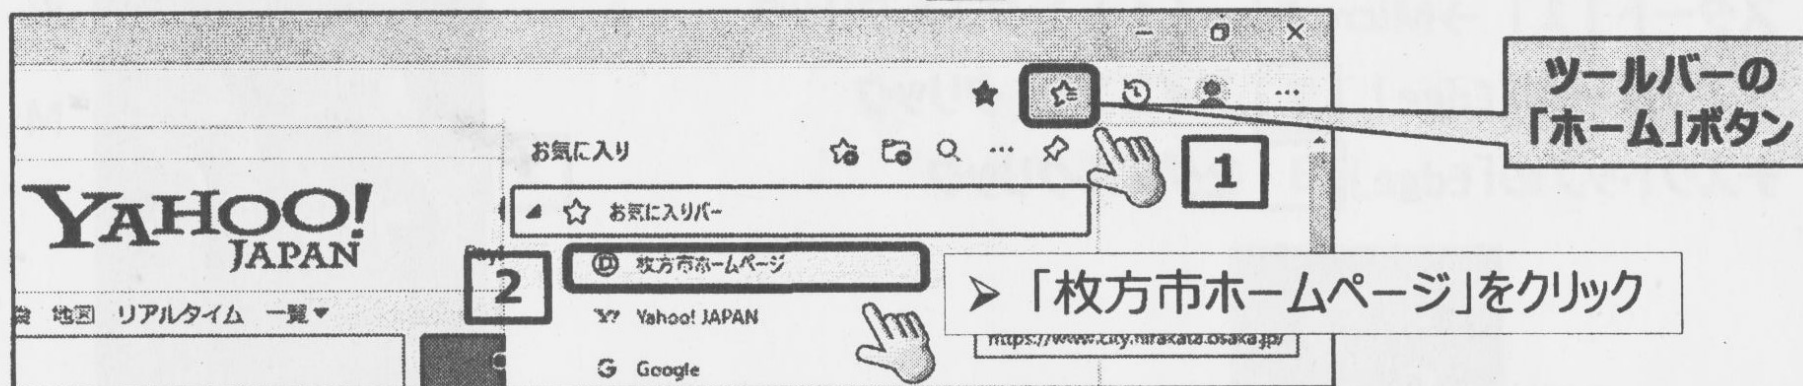 ツールバーの
「ホーム」ボタン
お気に入り
1
お気に入りバー
YAHOO!
JAPAN
2
枚方市ホームページ
➢ 「枚方市ホームページ」をクリック
地図 リアルタイム 一覧▼
Yahoo! JAPAN
https://www.city.hirakata.osaka.jp/
G Google